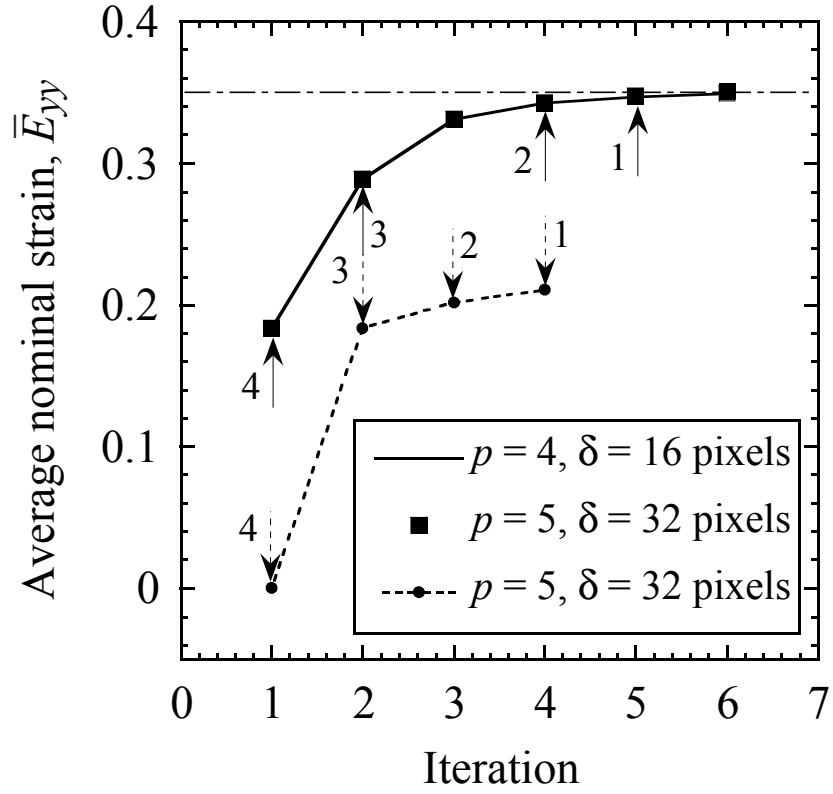 Average nominal strain, E̅yy
0.4
0.3
0.2
0.1
0
4
3
3
2
1
4
3
2
1
p = 4, δ = 16 pixels
p = 5, δ = 32 pixels
p = 5, δ = 32 pixels
0 1 2 3 4 5 6 7
Iteration